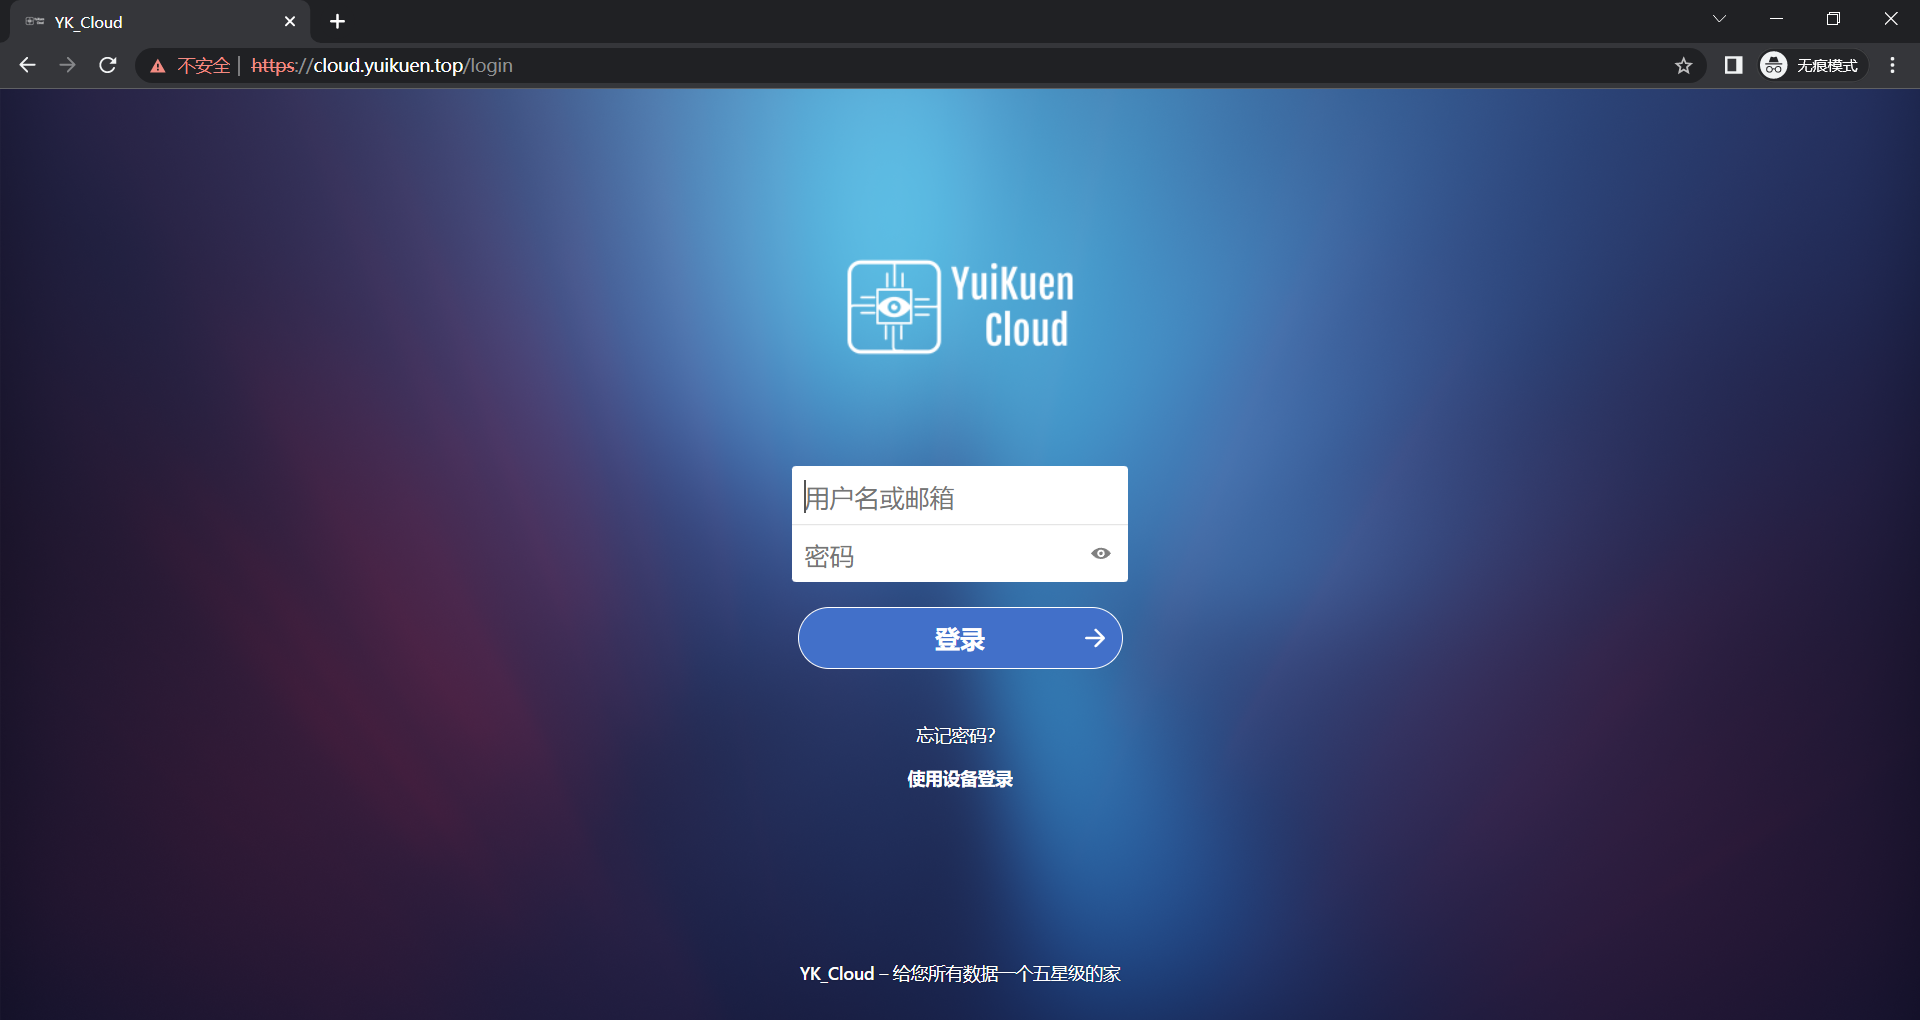 YK_Cloud
不安全 | https://cloud.yuikuen.top/login
无痕模式
YuiKuen
Cloud
用户名或邮箱
密码
登录
忘记密码?
使用设备登录
YK_Cloud – 给您所有数据一个五星级的家